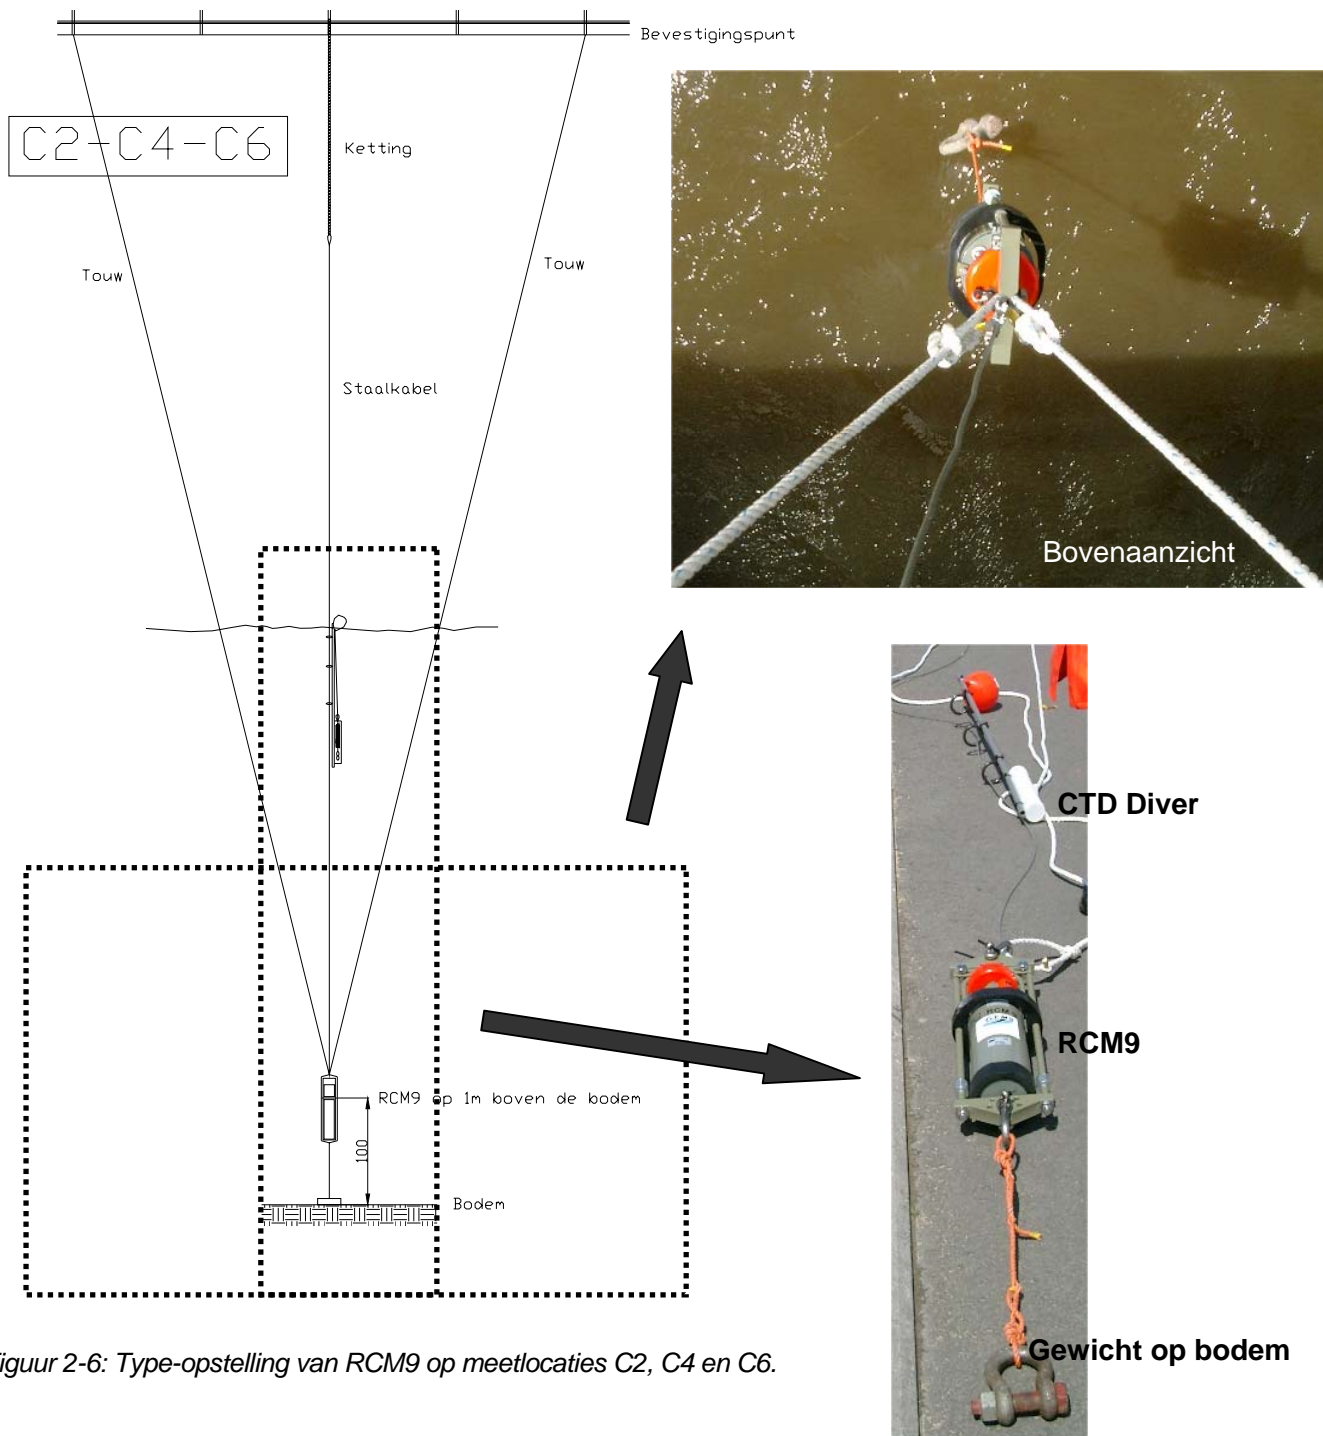 Bevestigingspunt
C2-C4-C6
Ketting
Touw
Touw
Staalkabel
Bovenaanzicht
CTD Diver
RCM9
RCM9
RCM9 op 1m boven de bodem
100
Bodem
Gewicht op bodem
iguur 2-6: Type-opstelling van RCM9 op meetlocaties C2, C4 en C6.